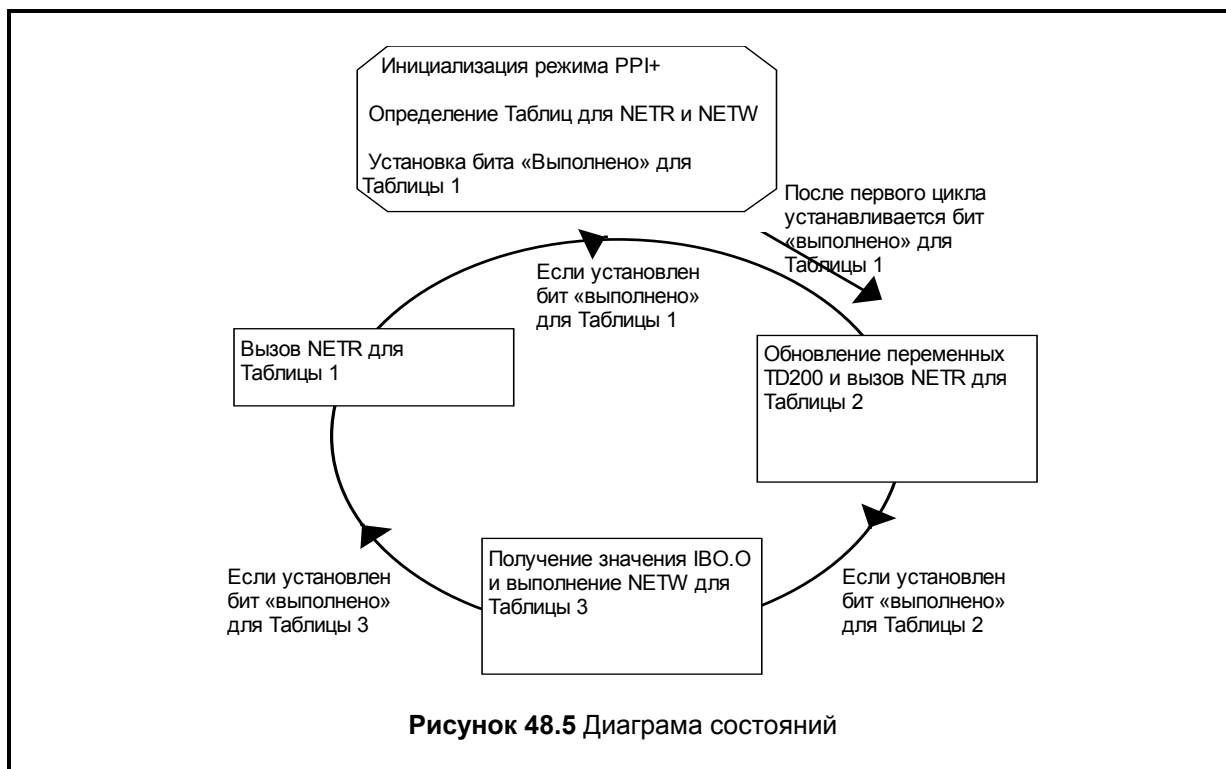 Инициализация режима PPI+
Определение Таблиц для NETR и NETW
Установка бита «Выполнено» для
Таблицы 1
После первого цикла
устанавливается бит
«выполнено» для
Таблицы 1
Если установлен
бит «выполнено»
для Таблицы 1
Вызов NETR для
Таблицы 1
Обновление переменных
TD200 и вызов NETR для
Таблицы 2
Получение значения IBO.O
и выполнение NETW для
Таблицы 3
Если установлен
бит «выполнено»
для Таблицы 3
Если установлен
бит «выполнено»
для Таблицы 2
Рисунок 48.5 Диаграма состояний